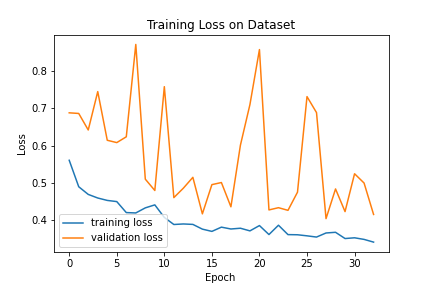 Training Loss on Dataset
Loss
0.8
0.7
0.6
0.5
0.4
training loss
validation loss
0 5 10 15 20 25 30
Epoch